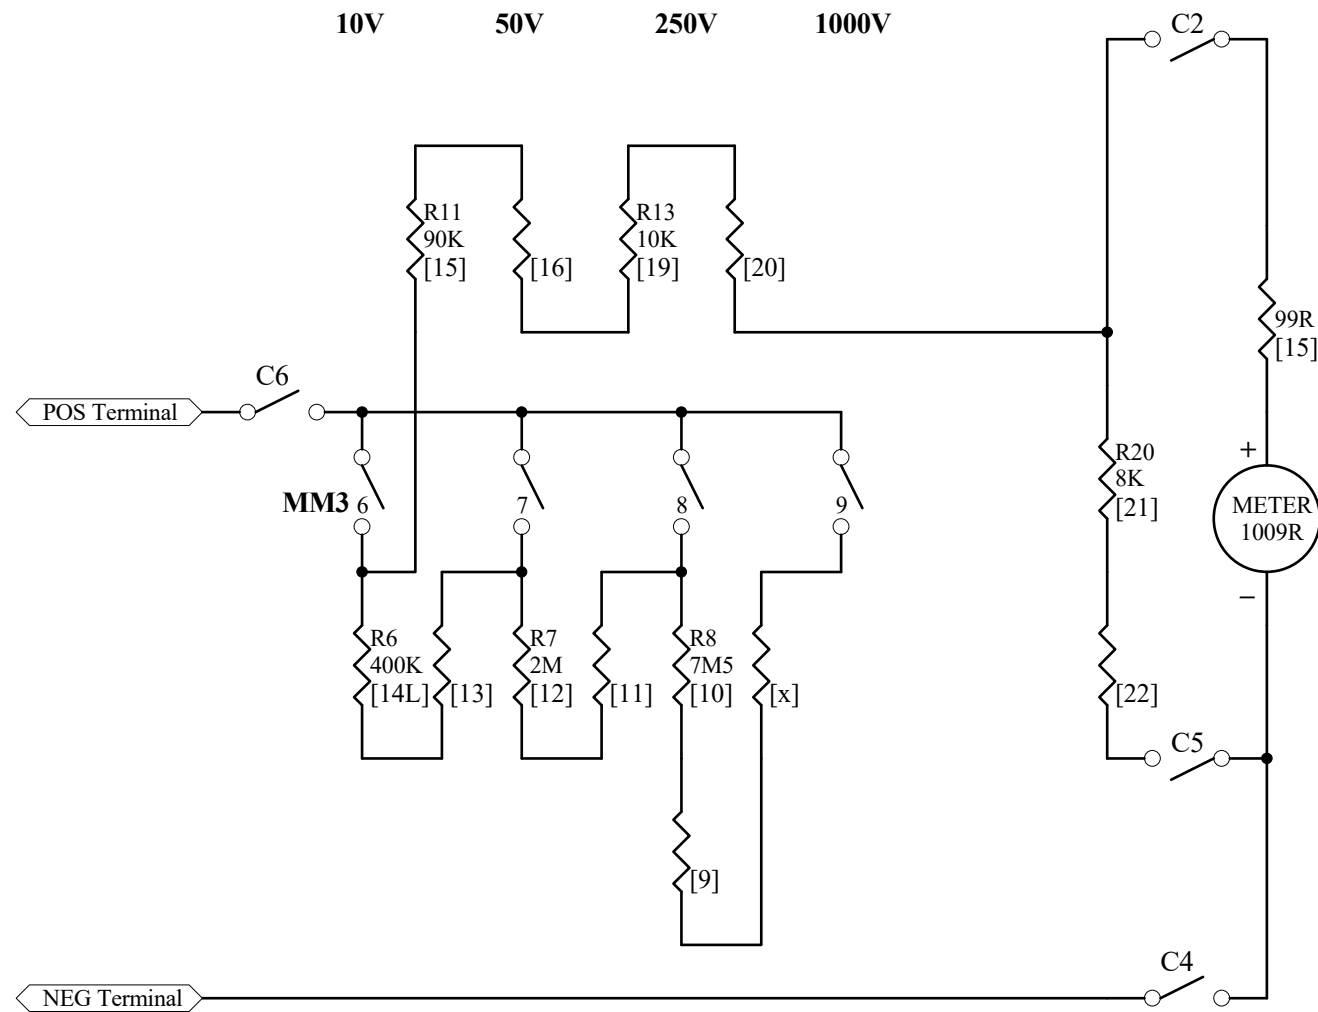 10V 50V 250V 1000V
C2
R11
90K
[15]
[16]
R13
10K
[19]
[20]
99R
[15]
C6
POS Terminal
MM3 6
7
8
9
R20
8K
[21]
+
METER
1009R
−
R6
400K
[14L]
[13]
R7
2M
[12]
[11]
R8
7M5
[10]
[x]
[22]
C5
[9]
C4
NEG Terminal